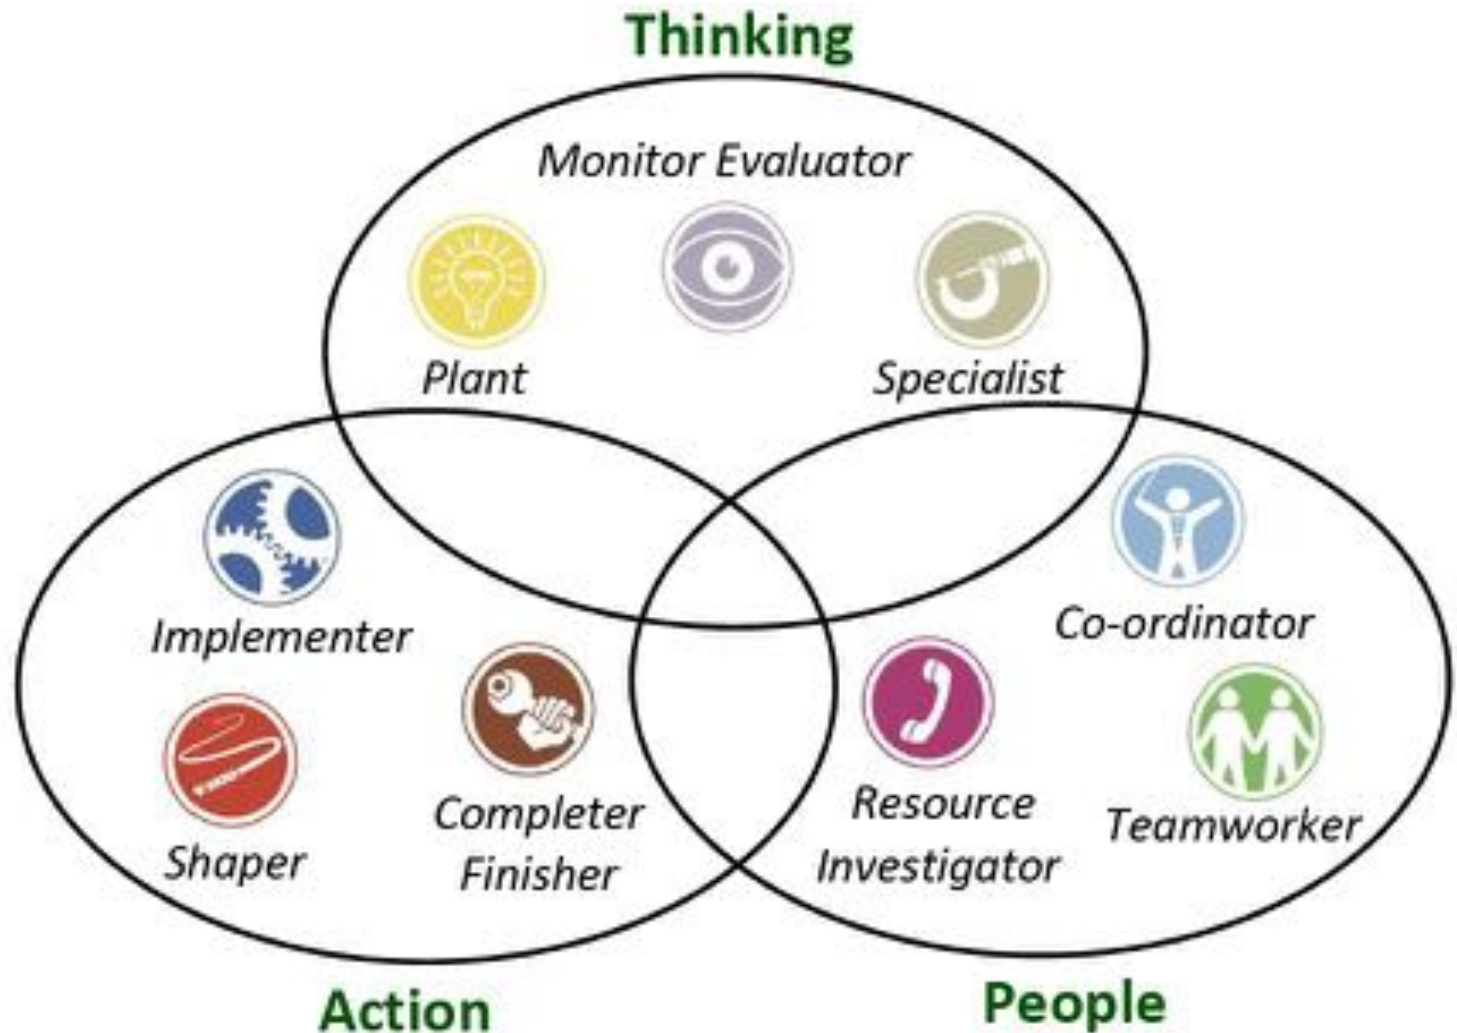 Thinking
Monitor Evaluator
Plant
Specialist
Implementer
Co-ordinator
Shaper
Completer
Finisher
Resource
Investigator
Teamworker
Action
People